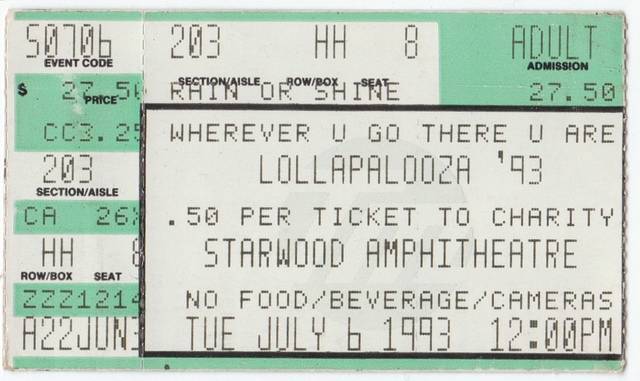 S0706 203 HH 8 ADULT
EVENT CODE SECTION/AISLE ROW/BOX SEAT ADMISSION
$ 27.50 RAIN OR SHINE 27.50
PRICE
CC3.25 WHEREVER U GO THERE U ARE
203 LOLLAPALOOZA '93
SECTION/AISLE
CA 26X .50 PER TICKET TO CHARITY
HH 8 STARWOOD AMPHITHEATRE
ROW/BOX SEAT
ZZZ1214 NO FOOD/BEVERAGE/CAMERAS
A22JUN TUE JULY 6 1993 12:00PM